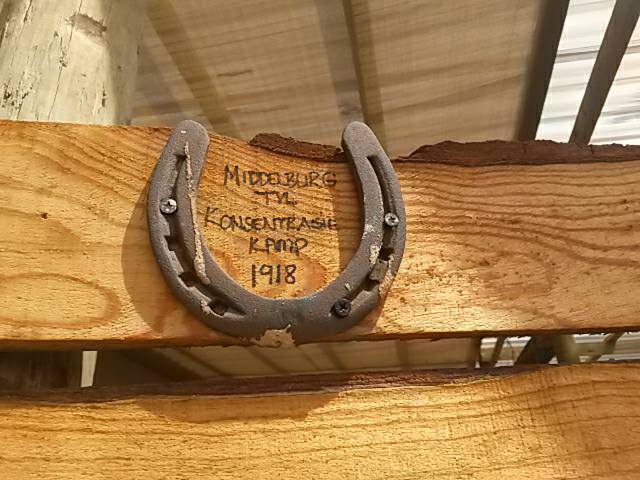 MIDDELBURG
TVL.
KONSENTRASIE
KAMP
1918